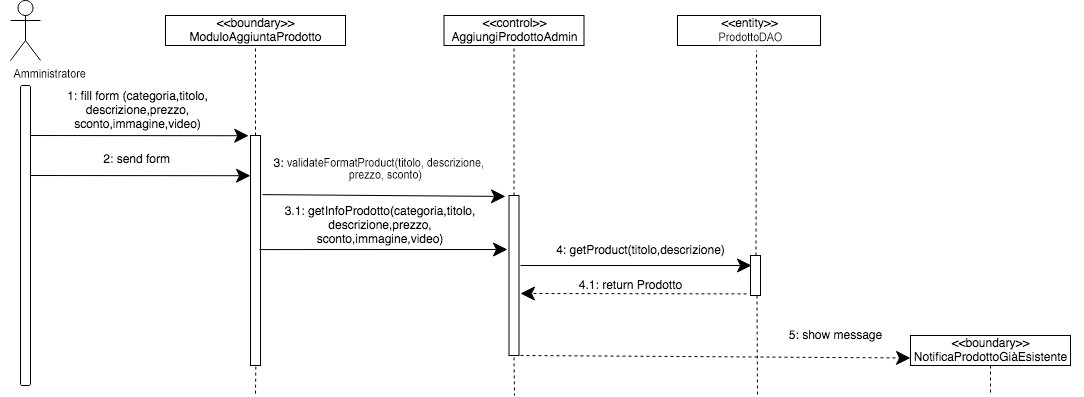 <<boundary>>
ModuloAggiuntaProdotto
<<control>>
AggiungiProdottoAdmin
<<entity>>
ProdottoDAO
Amministratore
1: fill form (categoria,titolo,
descrizione,prezzo,
sconto,immagine,video)
2: send form
3: validateFormatProduct(titolo, descrizione,
prezzo, sconto)
3.1: getInfoProdotto(categoria,titolo,
descrizione,prezzo,
sconto,immagine,video)
4: getProduct(titolo,descrizione)
4.1: return Prodotto
5: show message
<<boundary>>
NotificaProdottoGiàEsistente